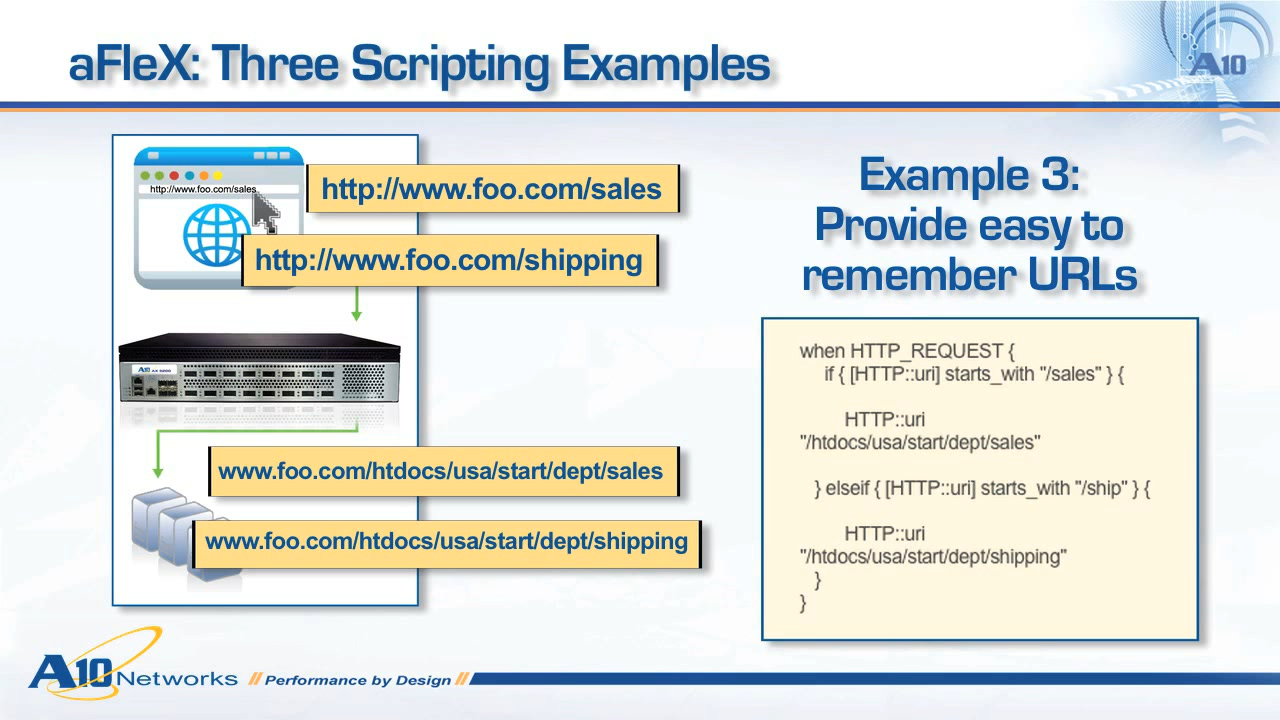 aFleX: Three Scripting Examples
A10
http://www.foo.com/sales
http://www.foo.com/sales
http://www.foo.com/shipping
A10
www.foo.com/htdocs/usa/start/dept/sales
www.foo.com/htdocs/usa/start/dept/shipping
Example 3:
Provide easy to
remember URLs
when HTTP_REQUEST {
if { [HTTP::uri] starts_with "/sales" } {
HTTP::uri
"/htdocs/usa/start/dept/sales"
} elseif { [HTTP::uri] starts_with "/ship" } {
HTTP::uri
"/htdocs/usa/start/dept/shipping"
}
}
A10 Networks // Performance by Design //